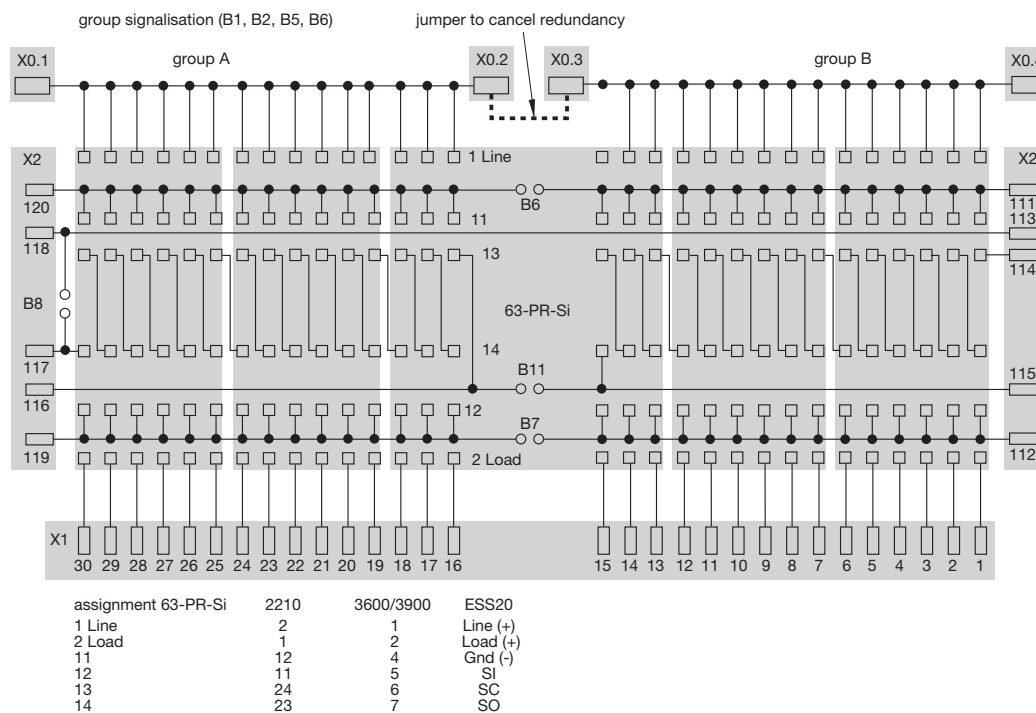 group signalisation (B1, B2, B5, B6) jumper to cancel redundancy
X0.1 group A X0.2 X0.3 group B X0.4
X2 1 Line X2
120 B6 111
11 113
118
13 114
B8 63-PR-Si
14
117 B11 115
116
12
B7
119 2 Load 112
X1
30 29 28 27 26 25 24 23 22 21 20 19 18 17 16 15 14 13 12 11 10 9 8 7 6 5 4 3 2 1
assignment 63-PR-Si 2210 3600/3900 ESS20
1 Line 2 1 Line (+)
2 Load 1 2 Load (+)
11 12 4 Gnd (-)
12 11 5 SI
13 24 6 SC
14 23 7 SO